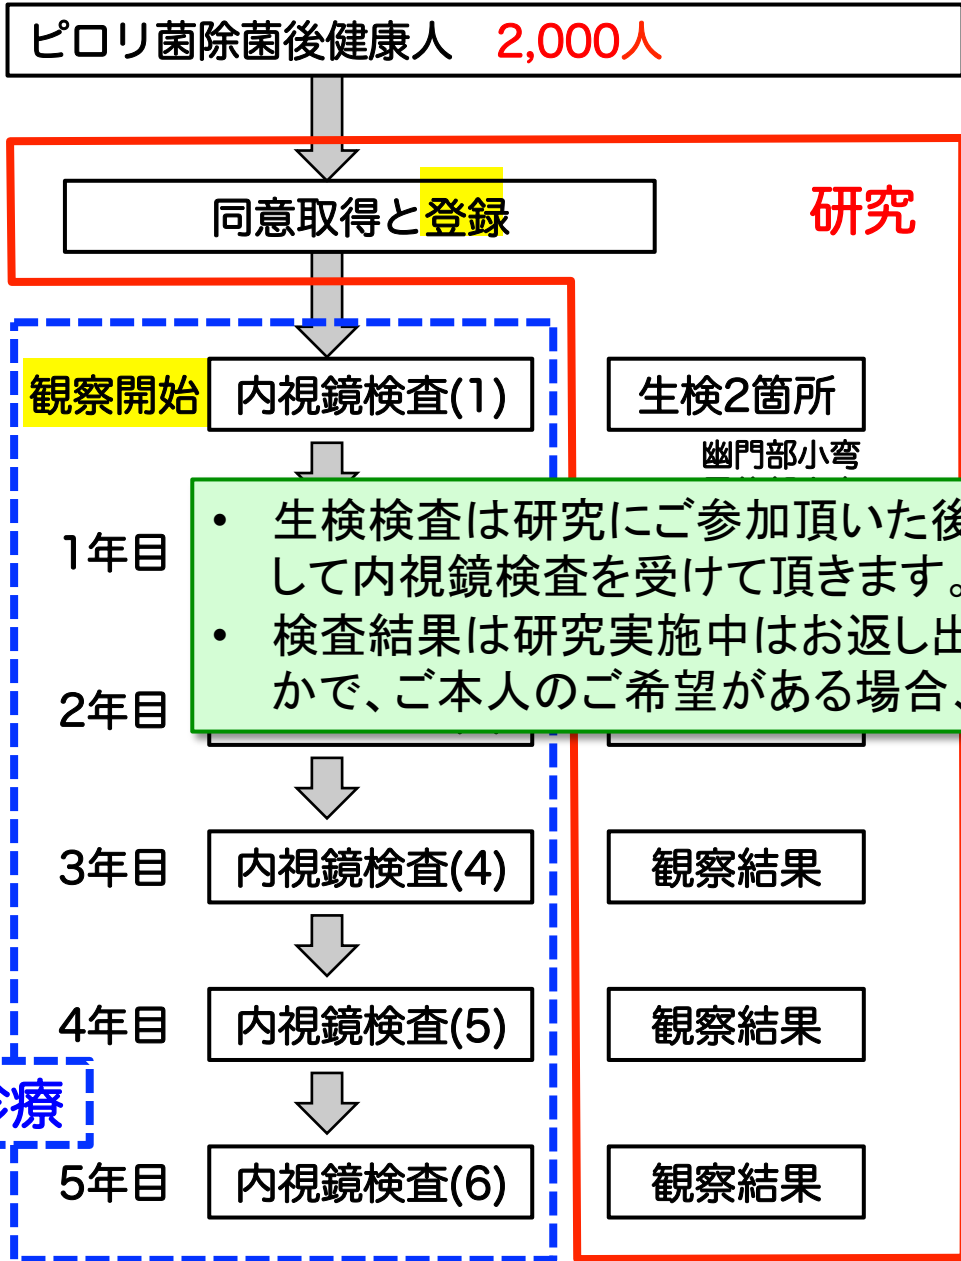 ピロリ菌除菌後健康人 2,000人
同意取得と登録
研究
観察開始 内視鏡検査(1) 生検2箇所
幽門部小弯
1年目
• 生検検査は研究にご参加頂いた後
して内視鏡検査を受けて頂きます。
• 検査結果は研究実施中はお返し出
かで、ご本人のご希望がある場合、
2年目
3年目 内視鏡検査(4) 観察結果
4年目 内視鏡検査(5) 観察結果
療
5年目 内視鏡検査(6) 観察結果